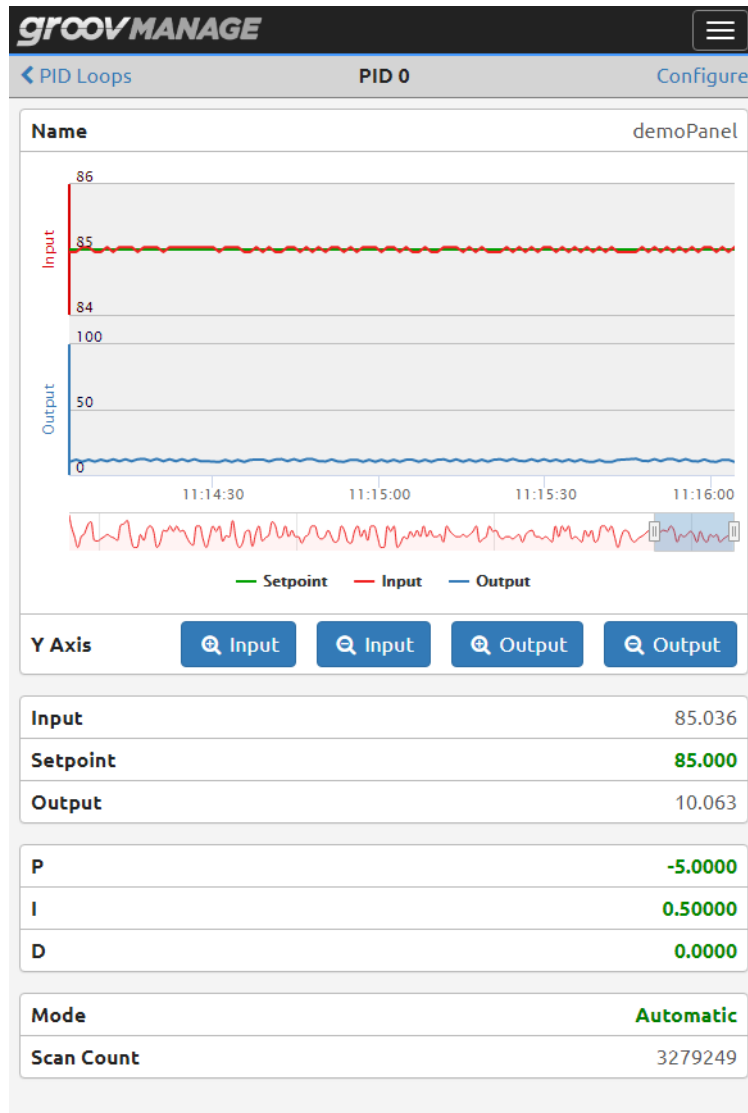 groov MANAGE
PID Loops PID 0 Configure
Name demoPanel
86
85
84
Input
100
50
0
Output
11:14:30 11:15:00 11:15:30 11:16:00
Setpoint Input Output
Y Axis Input Input Output Output
Input 85.036
Setpoint 85.000
Output 10.063
P -5.0000
I 0.50000
D 0.0000
Mode Automatic
Scan Count 3279249